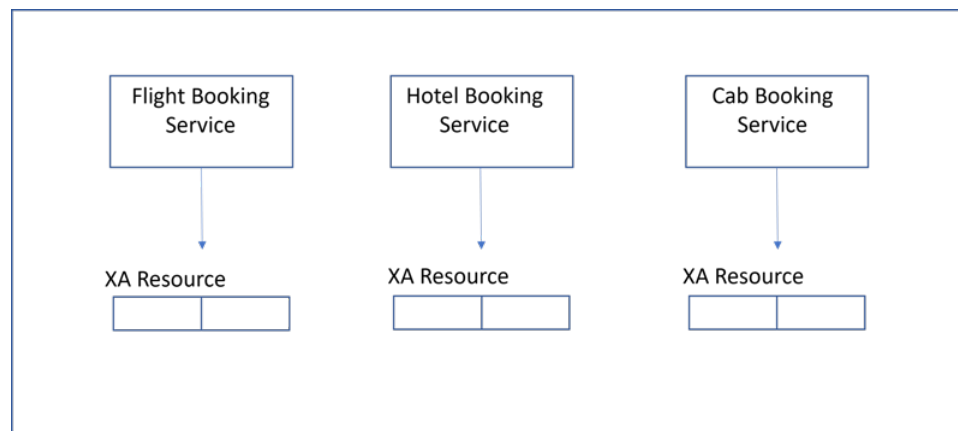 Flight Booking
Service
Hotel Booking
Service
Cab Booking
Service
XA Resource
XA Resource
XA Resource